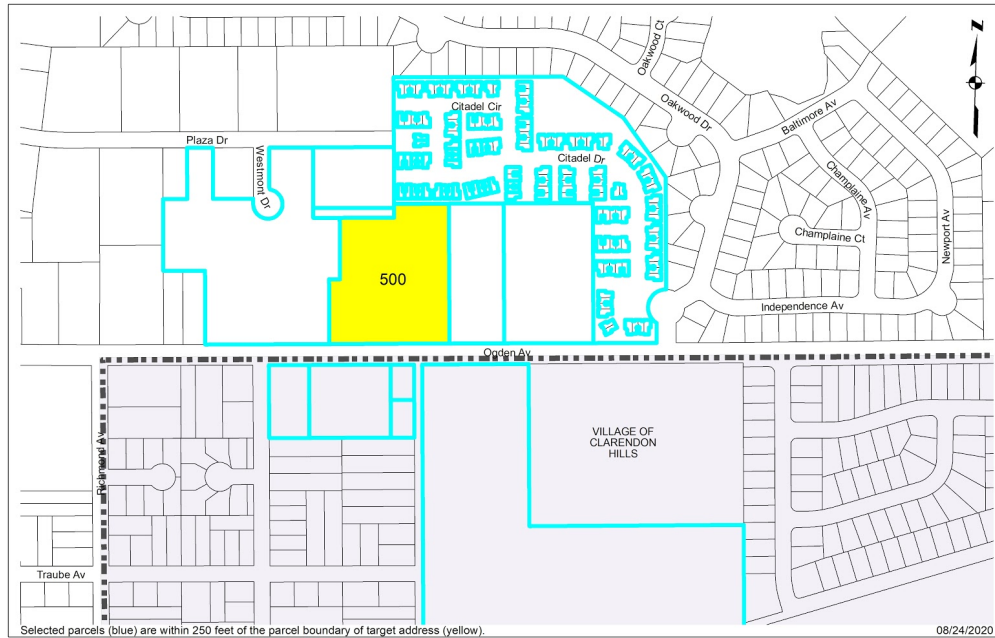 N
Oakwood Ct
Oakwood Dr
Baltimore Av
Citadel Cir
Plaza Dr
Westmont Dr
Citadel Dr
Champlaine Av
Champlaine Ct
Newport Av
500
Independence Av
Ogden Av
VILLAGE OF
CLARENDON
HILLS
Richmond Av
Traube Av
Selected parcels (blue) are within 250 feet of the parcel boundary of target address (yellow).
08/24/2020